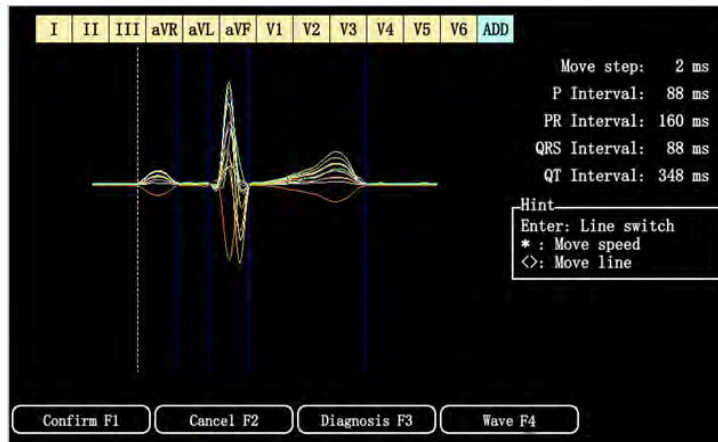 I II III aVR aVL aVF V1 V2 V3 V4 V5 V6 ADD
Move step: 2 ms
P Interval: 88 ms
PR Interval: 160 ms
QRS Interval: 88 ms
QT Interval: 348 ms
Hint
Enter: Line switch
* : Move speed
<>: Move line
Confirm F1 Cancel F2 Diagnosis F3 Wave F4